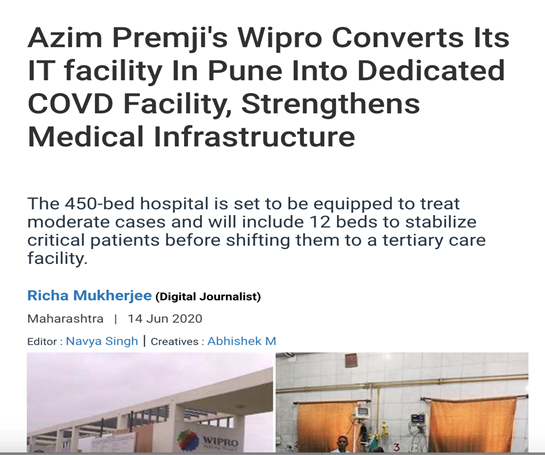 Azim Premji's Wipro Converts Its
IT facility In Pune Into Dedicated
COVD Facility, Strengthens
Medical Infrastructure
The 450-bed hospital is set to be equipped to treat
moderate cases and will include 12 beds to stabilize
critical patients before shifting them to a tertiary care
facility.
Richa Mukherjee (Digital Journalist)
Maharashtra | 14 Jun 2020
Editor : Navya Singh | Creatives : Abhishek M
WIPRO
3